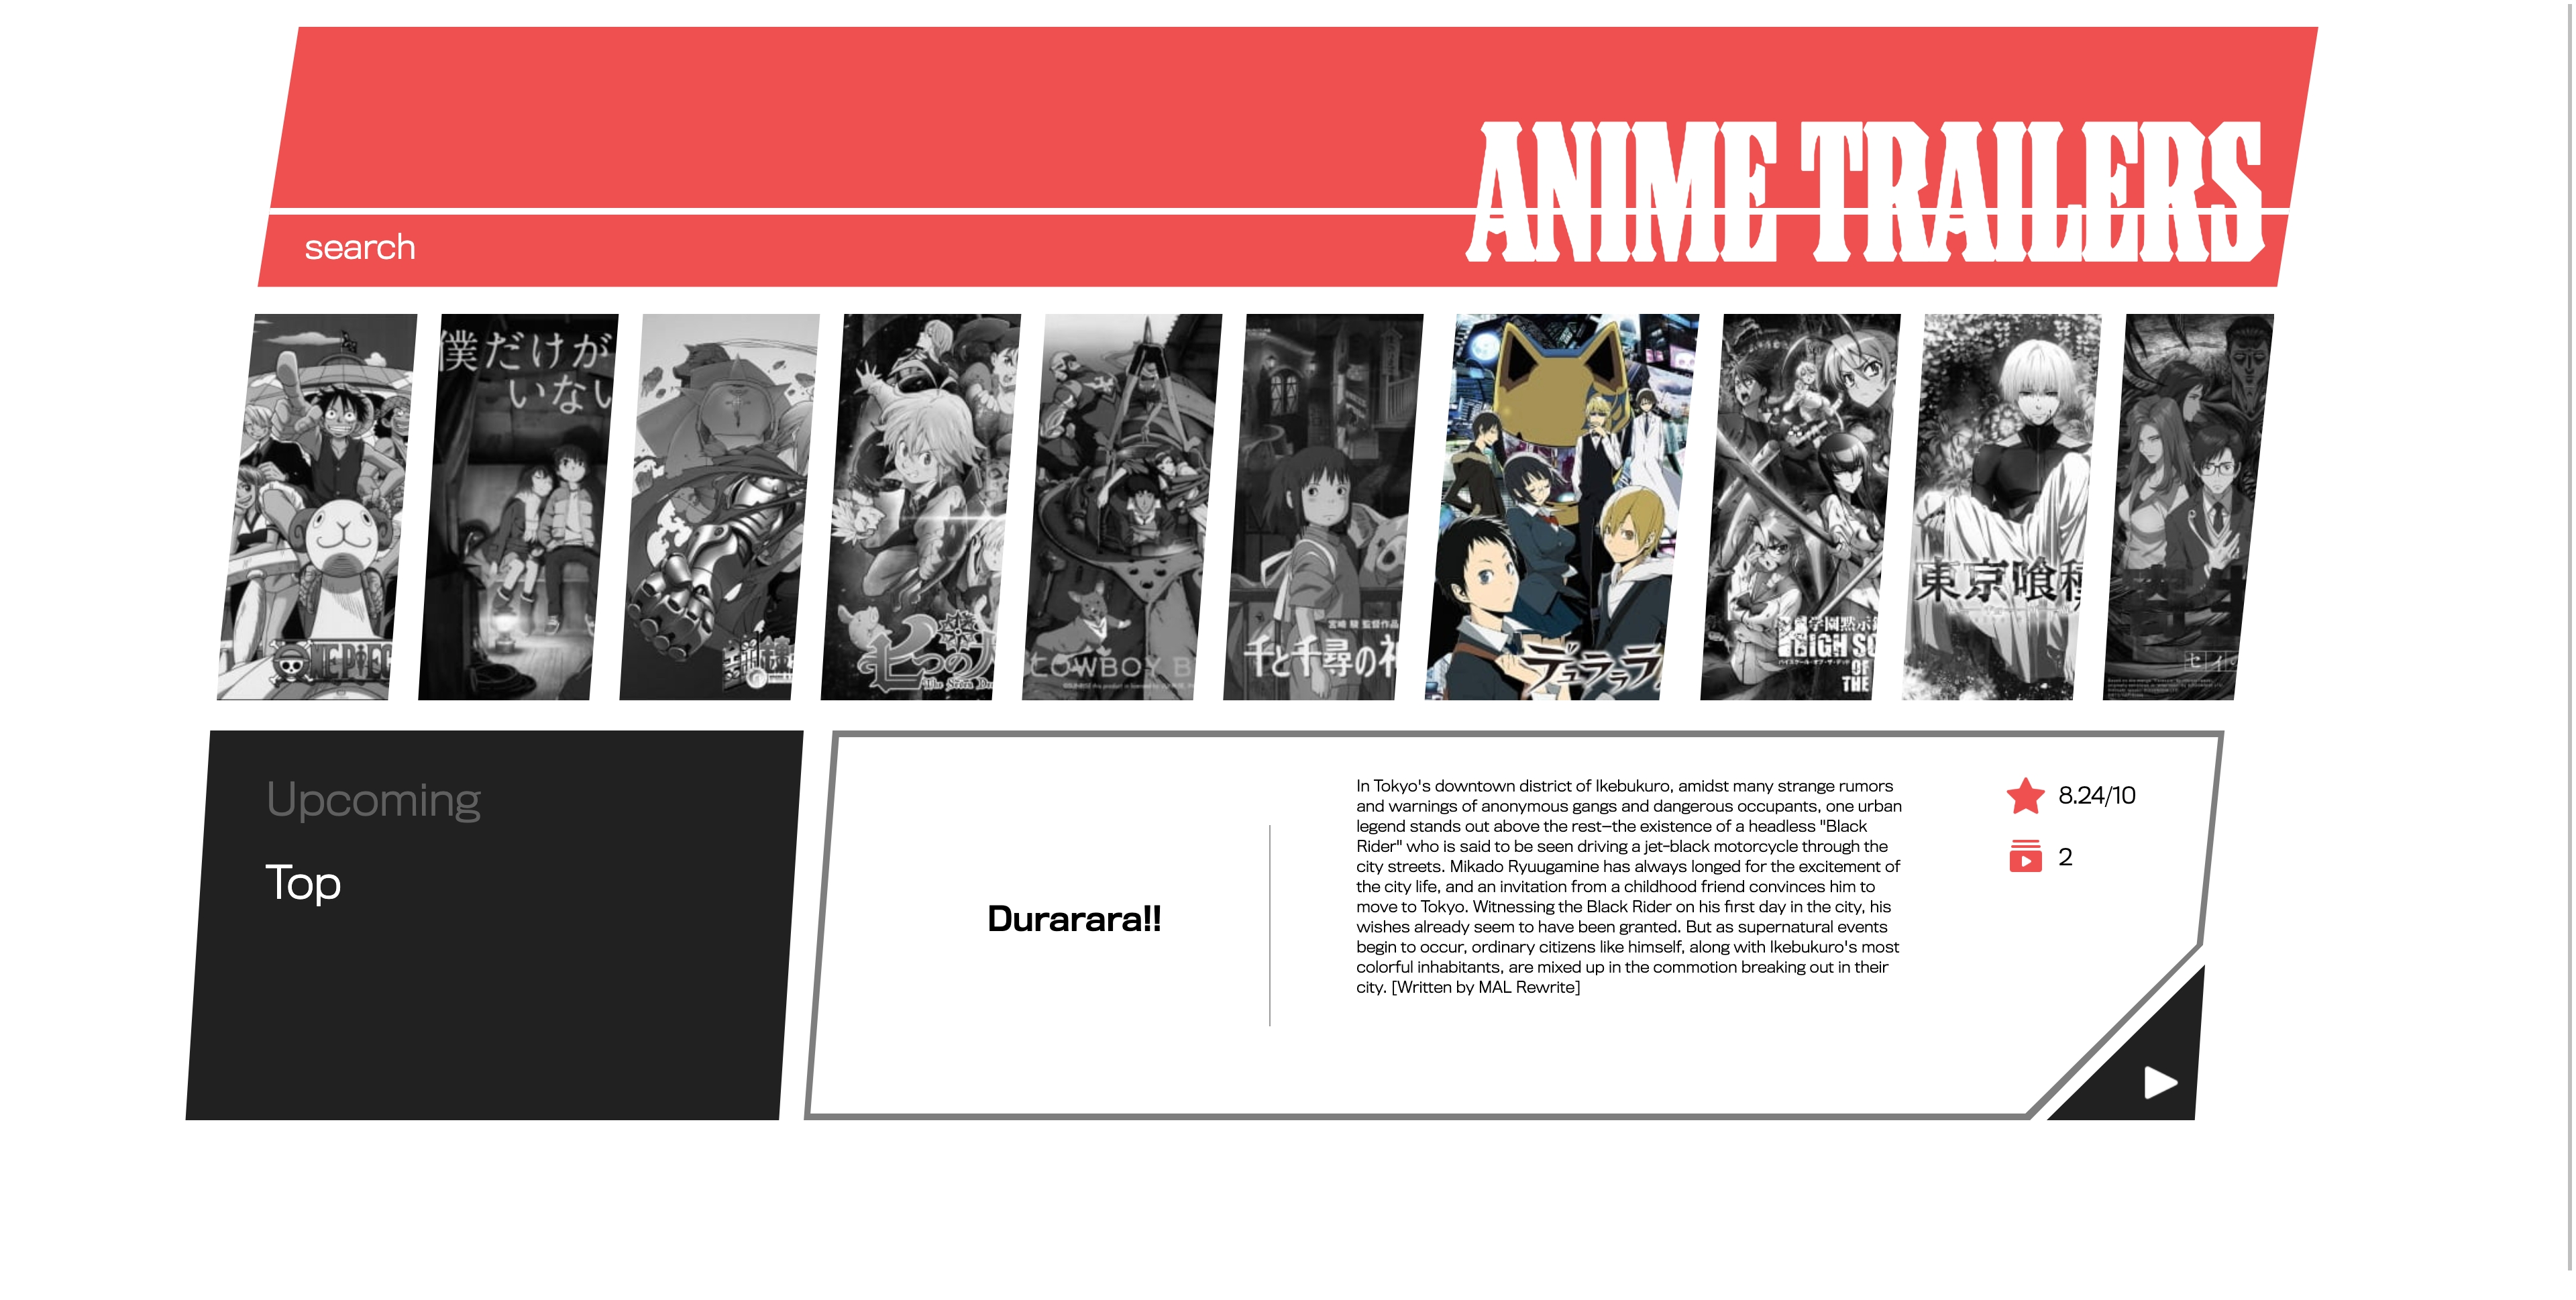 ANIME TRAILERS
search
僕だけが
いない
ONE PIECE
七つの大
The Seven De
COWBOY B
宮崎 駿 監督作品
千と千尋の神
デュラララ!
学園黙示録
HIGH SC
OF
THE
東京喰種
セイ
Upcoming
Top
Durarara!!
In Tokyo's downtown district of Ikebukuro, amidst many strange rumors
and warnings of anonymous gangs and dangerous occupants, one urban
legend stands out above the rest—the existence of a headless "Black
Rider" who is said to be seen driving a jet-black motorcycle through the
city streets. Mikado Ryuugamine has always longed for the excitement of
the city life, and an invitation from a childhood friend convinces him to
move to Tokyo. Witnessing the Black Rider on his first day in the city, his
wishes already seem to have been granted. But as supernatural events
begin to occur, ordinary citizens like himself, along with Ikebukuro's most
colorful inhabitants, are mixed up in the commotion breaking out in their
city. [Written by MAL Rewrite]
8.24/10
2